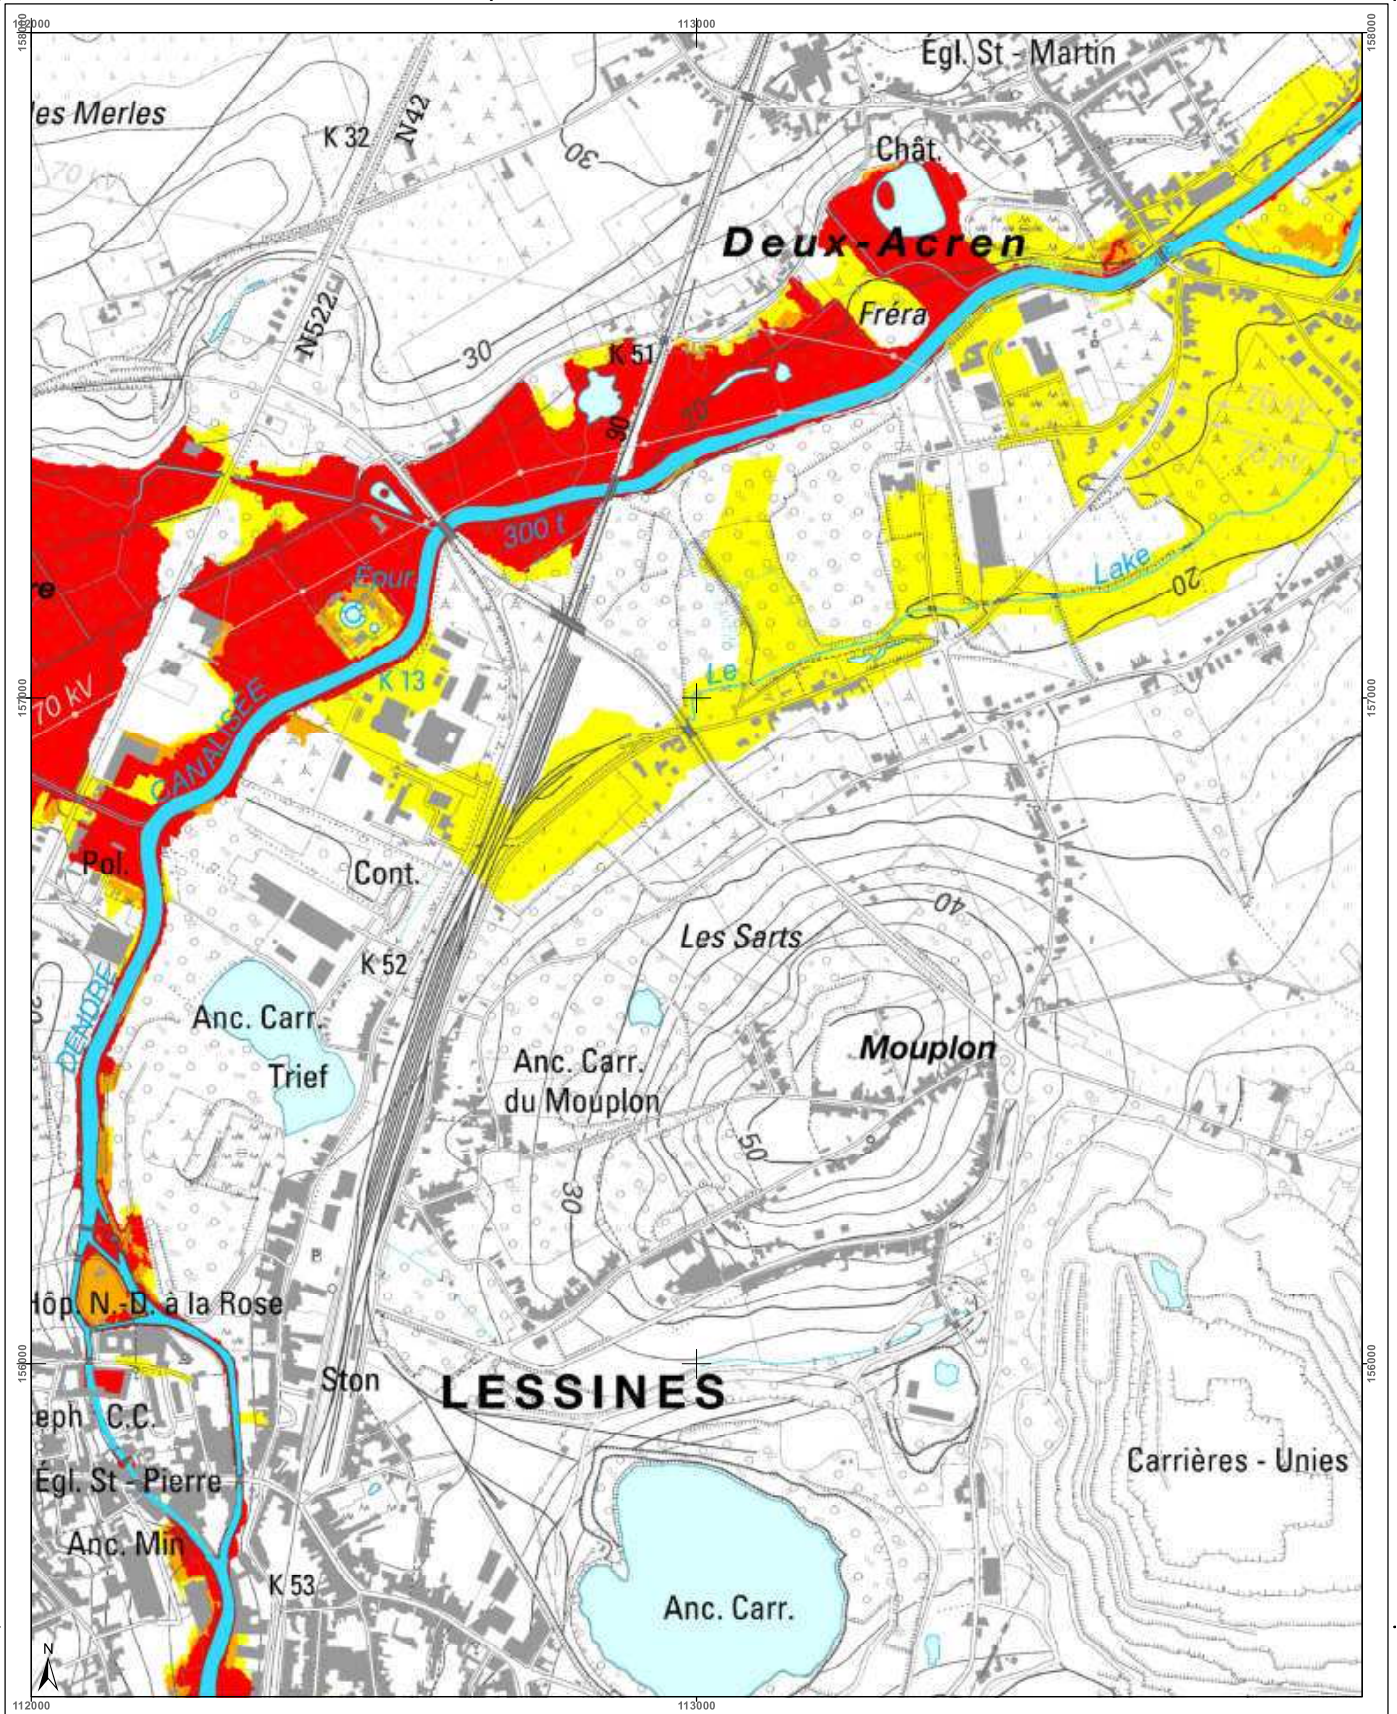 112000
113000
158000
158000
Égl. St - Martin
les Merles
K 32
N42
30
Chât.
70 kV
Deux-Acren
N522
Fréra
30
K 51
90
70 kV
70 kV
300 t
Épur.
Lake
20
re
Le
K 13
157000
157000
70 kV
CANALISÉE
Pol.
Cont.
40
Les Sarts
K 52
DENDRE
Anc. Carr.
Trief
Mouplon
Anc. Carr.
du Mouplon
50
30
P
Hôp. N.-D. à la Rose
156000
156000
Ston
LESSINES
eph C.C.
Égl. St - Pierre
Carrières - Unies
Anc. Min
K 53
Anc. Carr.
N
112000
113000